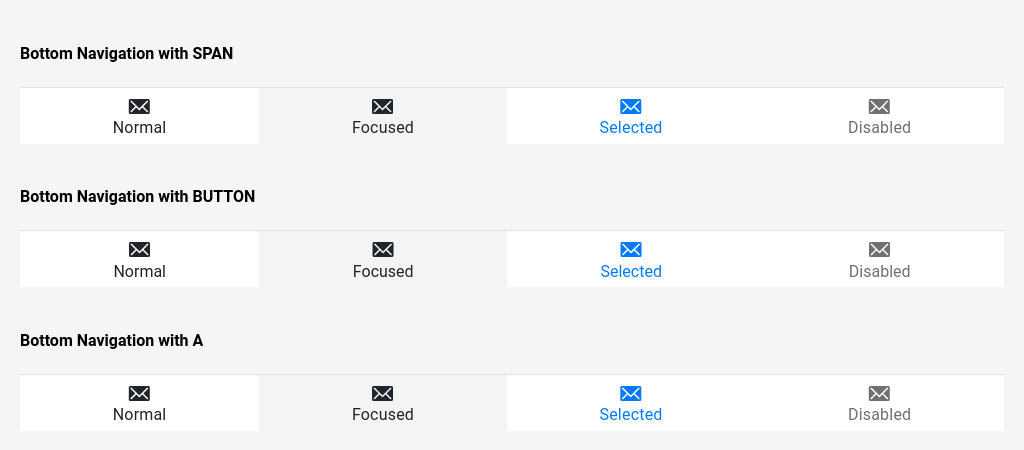 Bottom Navigation with SPAN
Normal Focused Selected Disabled
Bottom Navigation with BUTTON
Normal Focused Selected Disabled
Bottom Navigation with A
Normal Focused Selected Disabled